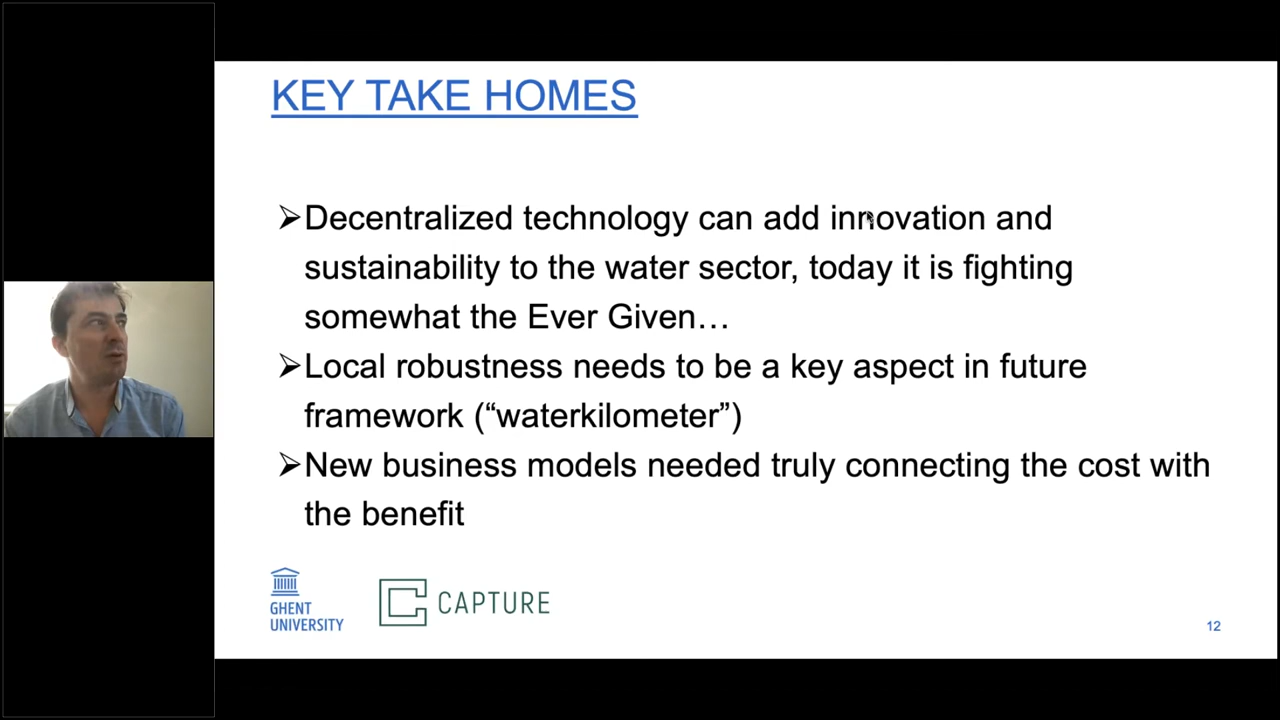 KEY TAKE HOMES
➢Decentralized technology can add innovation and
sustainability to the water sector, today it is fighting
somewhat the Ever Given…
➢Local robustness needs to be a key aspect in future
framework (“waterkilometer”)
➢New business models needed truly connecting the cost with
the benefit
GHENT
UNIVERSITY
CAPTURE
12